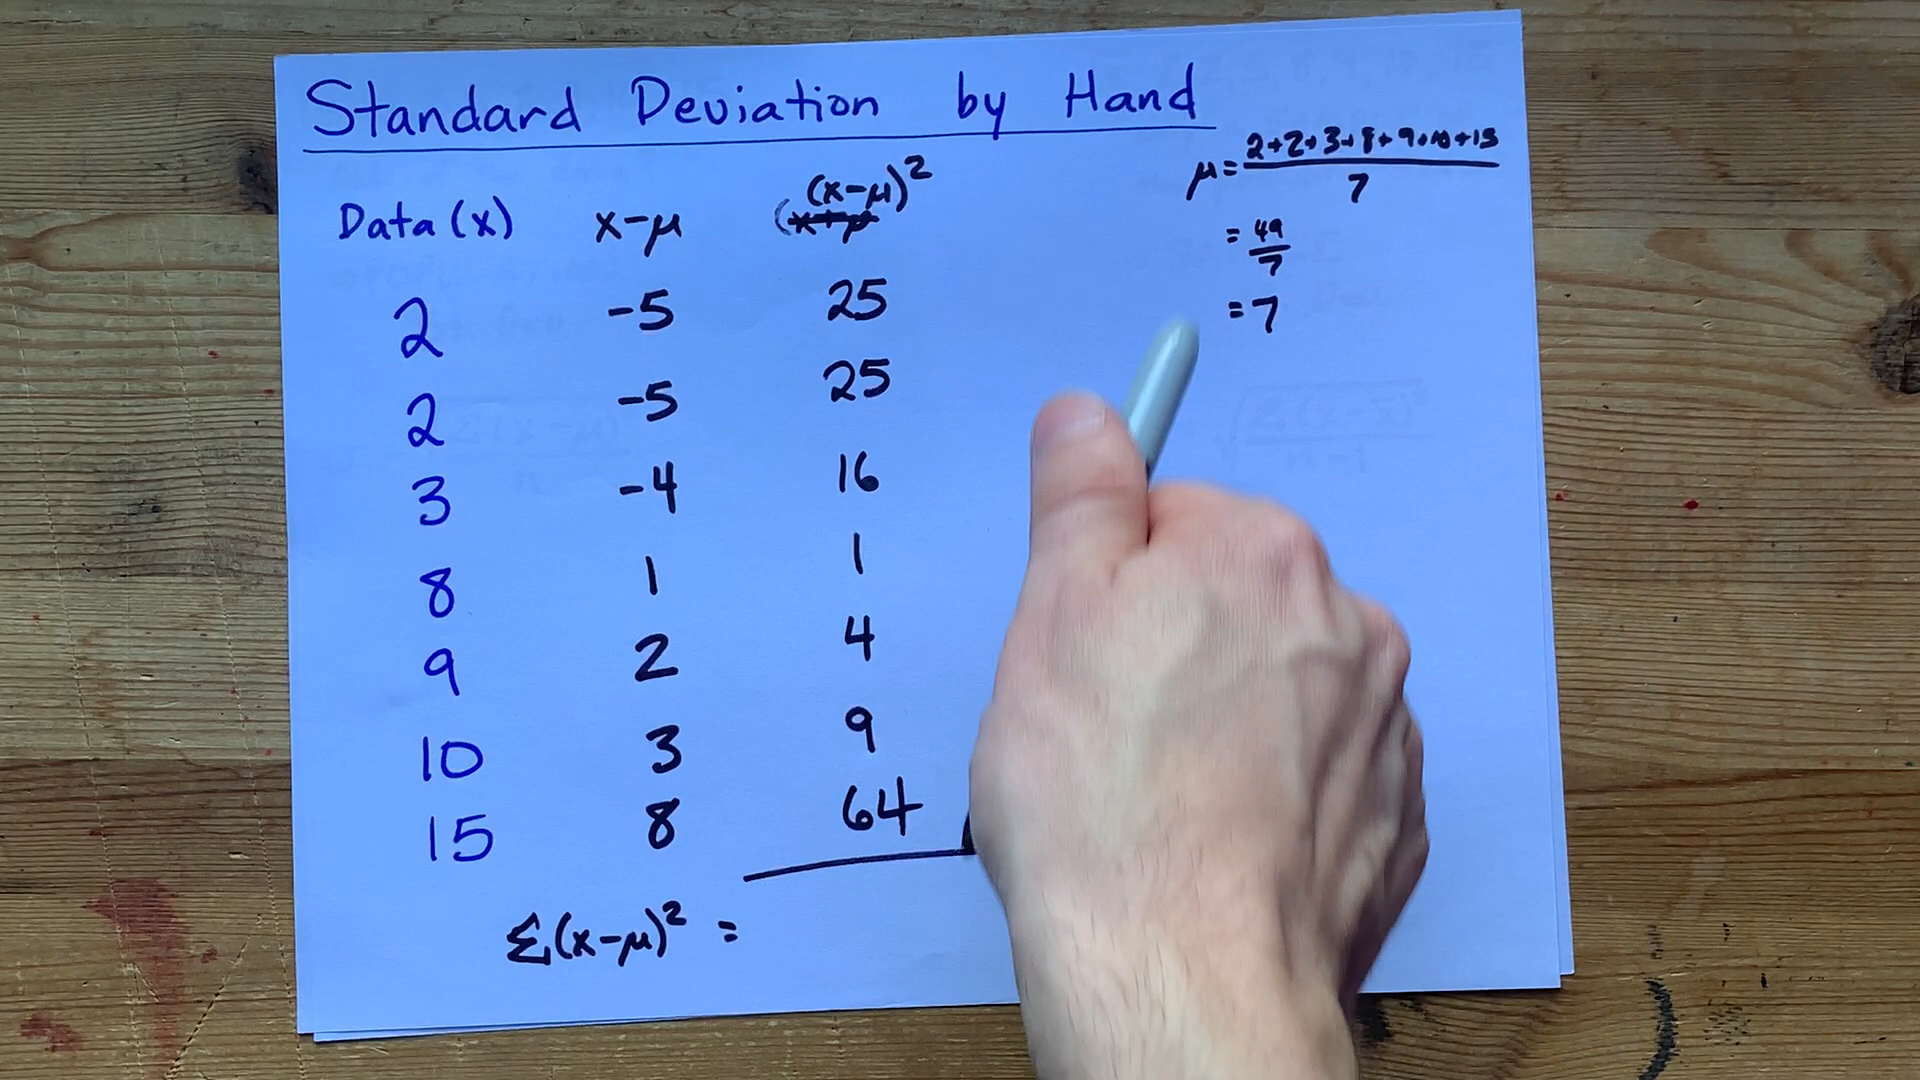 Standard Deviation by Hand
μ = 2+2+3+8+9+10+15
7
= 49
7
= 7
Data (x) x-μ (x-μ)²
2 -5 25
2 -5 25
3 -4 16
8 1 1
9 2 4
10 3 9
15 8 64
Σ(x-μ)² =